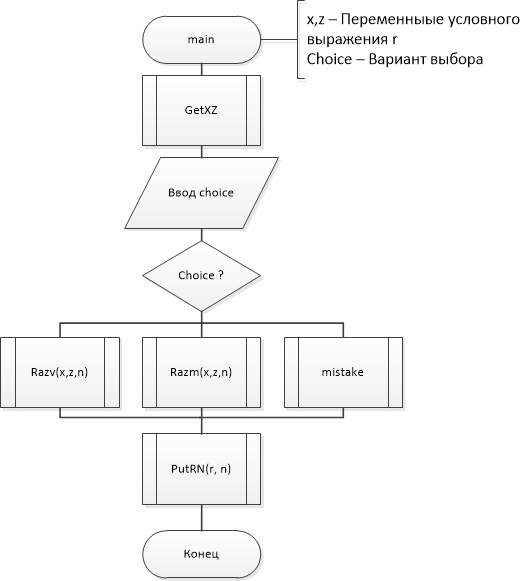 main
x,z – Переменныые условного
выражения r
Choice – Вариант выбора
GetXZ
Ввод choice
Choice ?
Razv(x,z,n)
Razm(x,z,n)
mistake
PutRN(r, n)
Конец